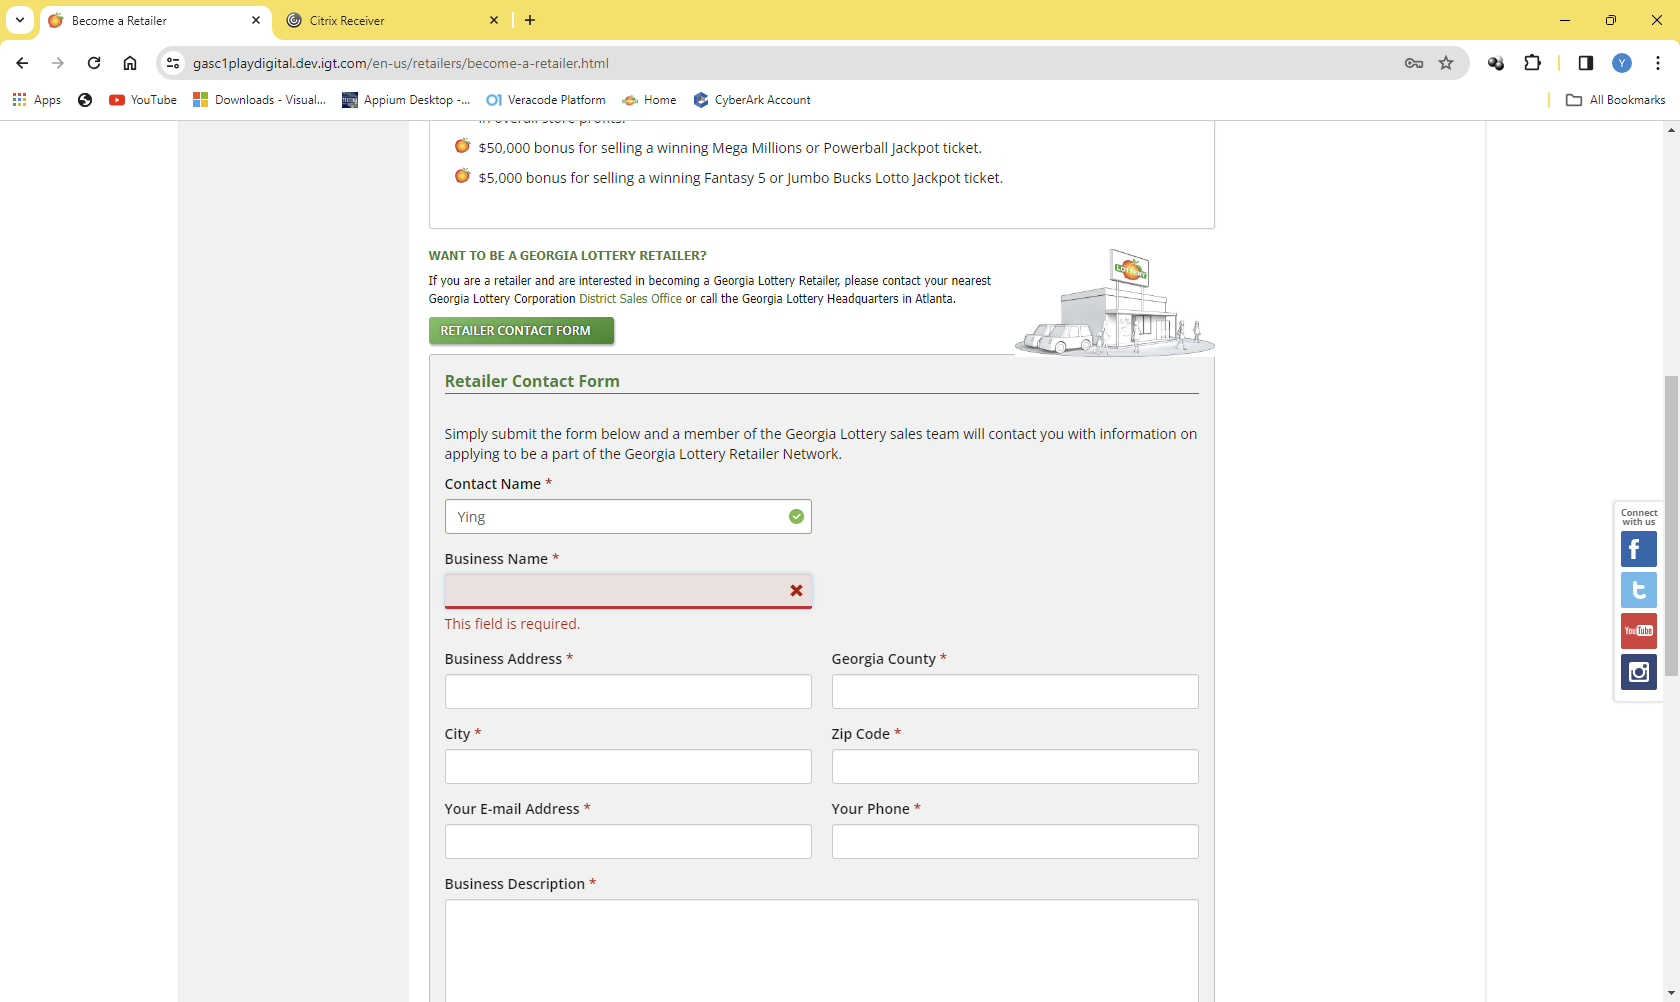 Become a Retailer
Citrix Receiver
gasc1playdigital.dev.igt.com/en-us/retailers/become-a-retailer.html
Y
Apps
YouTube
Downloads - Visual...
Appium Desktop -...
Veracode Platform
Home
CyberArk Account
All Bookmarks
in overall store profits.
$50,000 bonus for selling a winning Mega Millions or Powerball Jackpot ticket.
$5,000 bonus for selling a winning Fantasy 5 or Jumbo Bucks Lotto Jackpot ticket.
WANT TO BE A GEORGIA LOTTERY RETAILER?
If you are a retailer and are interested in becoming a Georgia Lottery Retailer, please contact your nearest
Georgia Lottery Corporation District Sales Office or call the Georgia Lottery Headquarters in Atlanta.
LOTTERY
RETAILER CONTACT FORM
Retailer Contact Form
Simply submit the form below and a member of the Georgia Lottery sales team will contact you with information on
applying to be a part of the Georgia Lottery Retailer Network.
Contact Name *
Ying
Business Name *
This field is required.
Business Address *
Georgia County *
City *
Zip Code *
Your E-mail Address *
Your Phone *
Business Description *
Connect
with us
YouTube